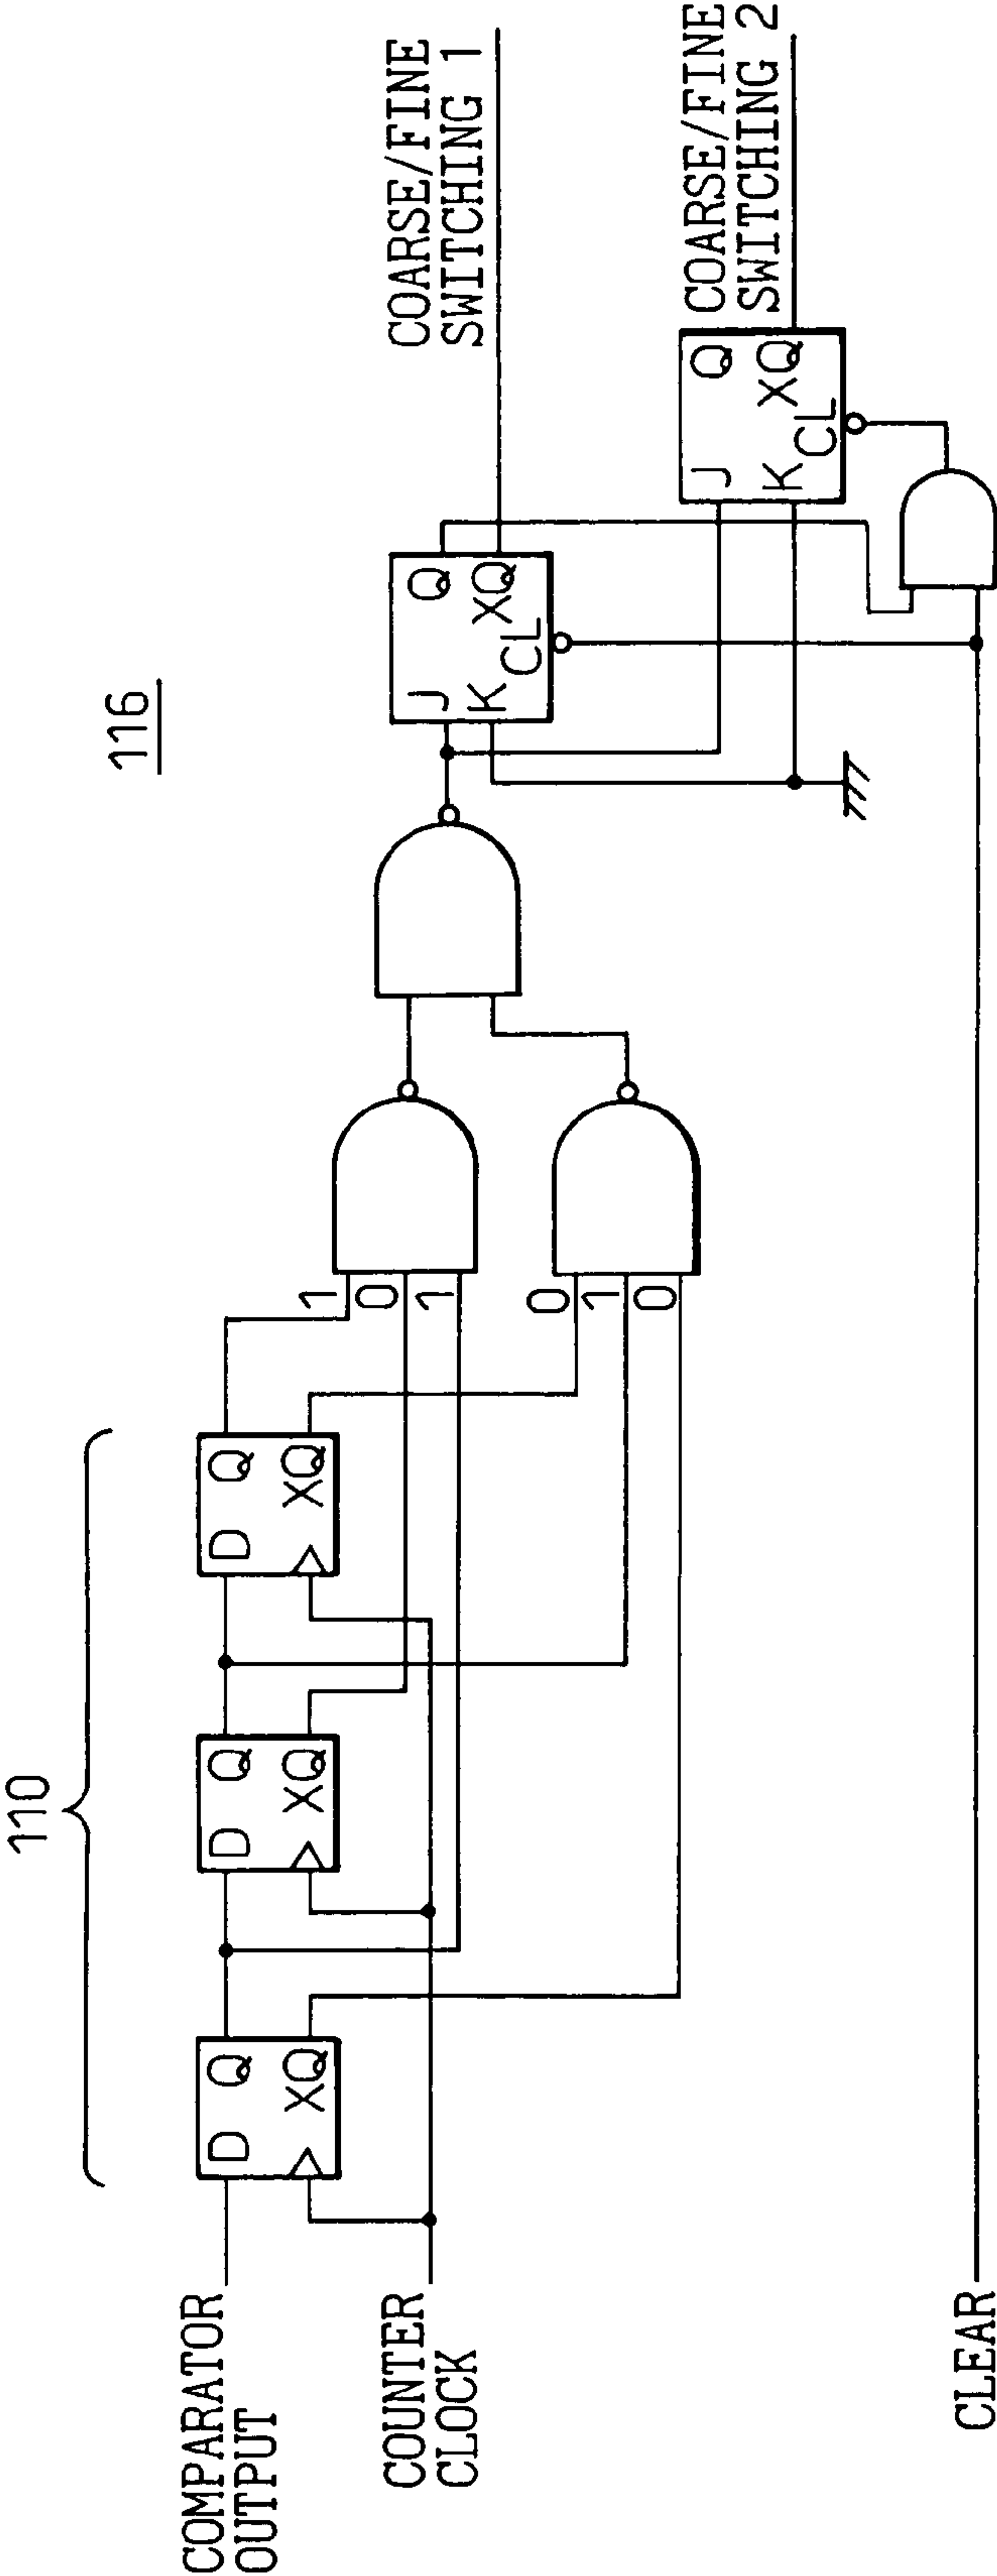 116
110
COMPARATOR
OUTPUT
D Q
XQ
D Q
XQ
D Q
XQ
COUNTER
CLOCK
1
0
1
0
1
0
J Q
K XQ
CL
COARSE/FINE
SWITCHING 1
J Q
K XQ
CL
COARSE/FINE
SWITCHING 2
CLEAR